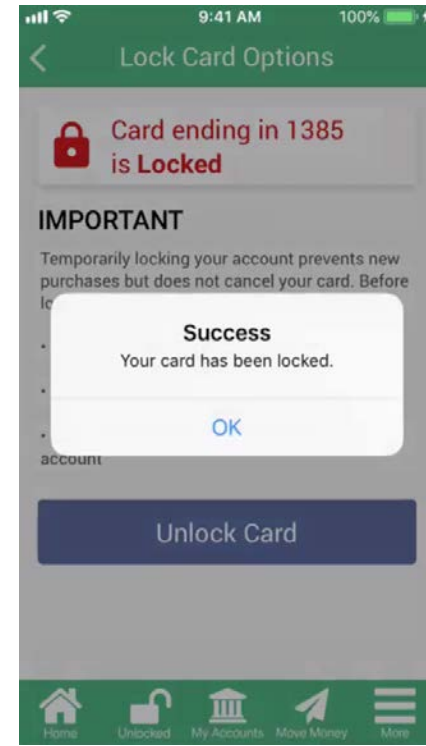 9:41 AM
100%
Lock Card Options
Card ending in 1385
is Locked
IMPORTANT
Temporarily locking your account prevents new
purchases but does not cancel your card. Before
Success
Your card has been locked.
OK
account
Unlock Card
Home
Unlocked
My Accounts
Move Money
More